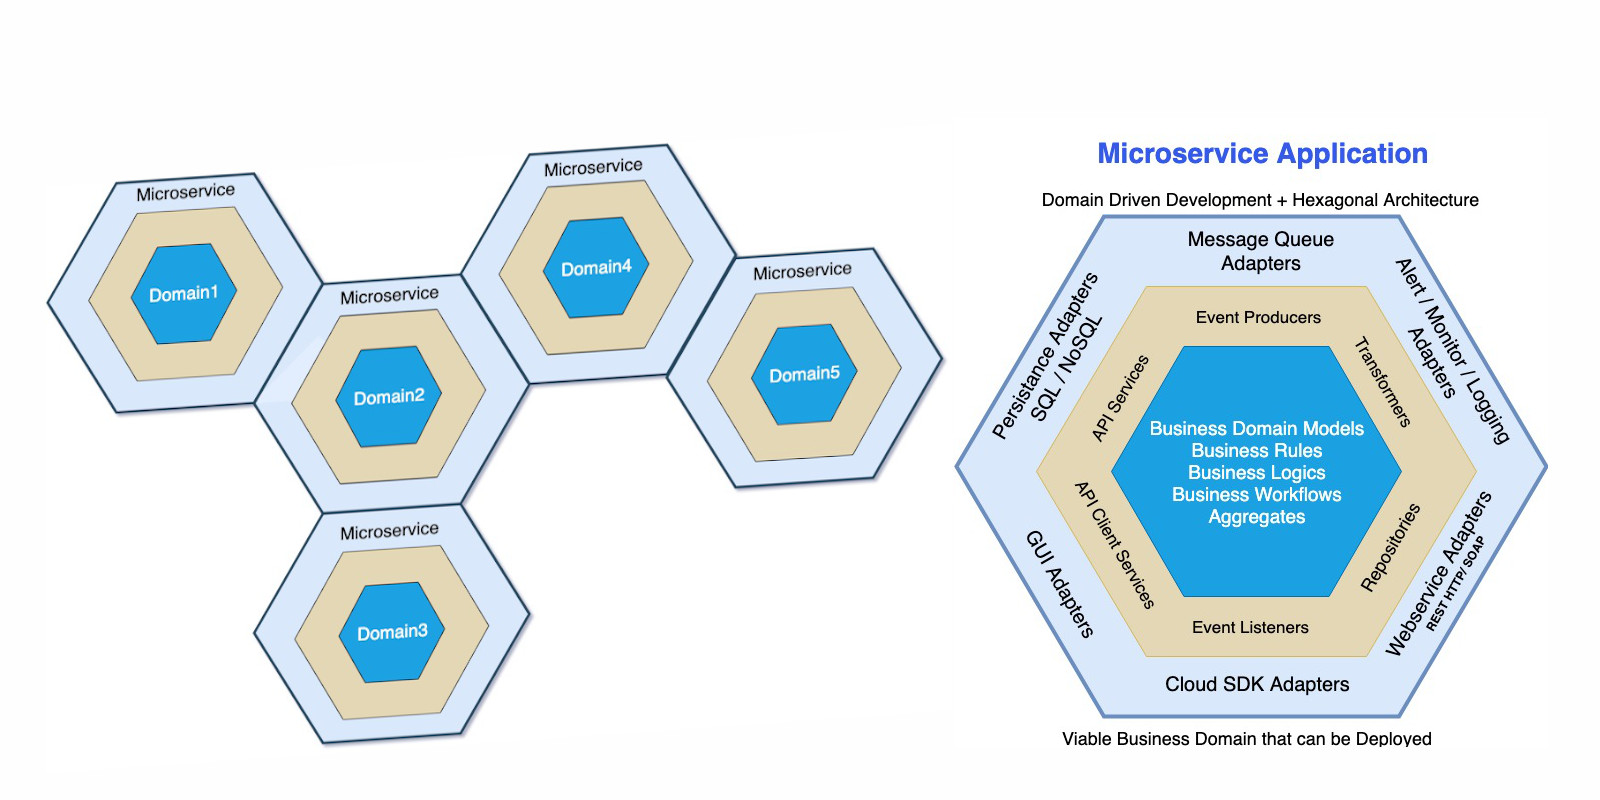 Microservice
Domain1
Microservice
Domain2
Microservice
Domain3
Microservice
Domain4
Microservice
Domain5
Microservice Application
Domain Driven Development + Hexagonal Architecture
Message Queue
Adapters
Persistance Adapters
SQL / NoSQL
Alert / Monitor / Logging
Adapters
Event Producers
API Services
Transformers
Business Domain Models
Business Rules
Business Logics
Business Workflows
Aggregates
API Client Services
Repositories
Event Listeners
GUI Adapters
Webservice Adapters
REST HTTP/ SOAP
Cloud SDK Adapters
Viable Business Domain that can be Deployed